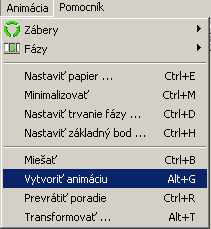 Animácia Pomocník
Zábery
Fázy
Nastaviť papier ... Ctrl+E
Minimalizovať Ctrl+M
Nastaviť trvanie fázy ... Ctrl+D
Nastaviť základný bod ... Ctrl+H
Miešať Ctrl+B
Vytvoriť animáciu Alt+G
Prevrátiť poradie Ctrl+R
Transformovať ... Alt+T